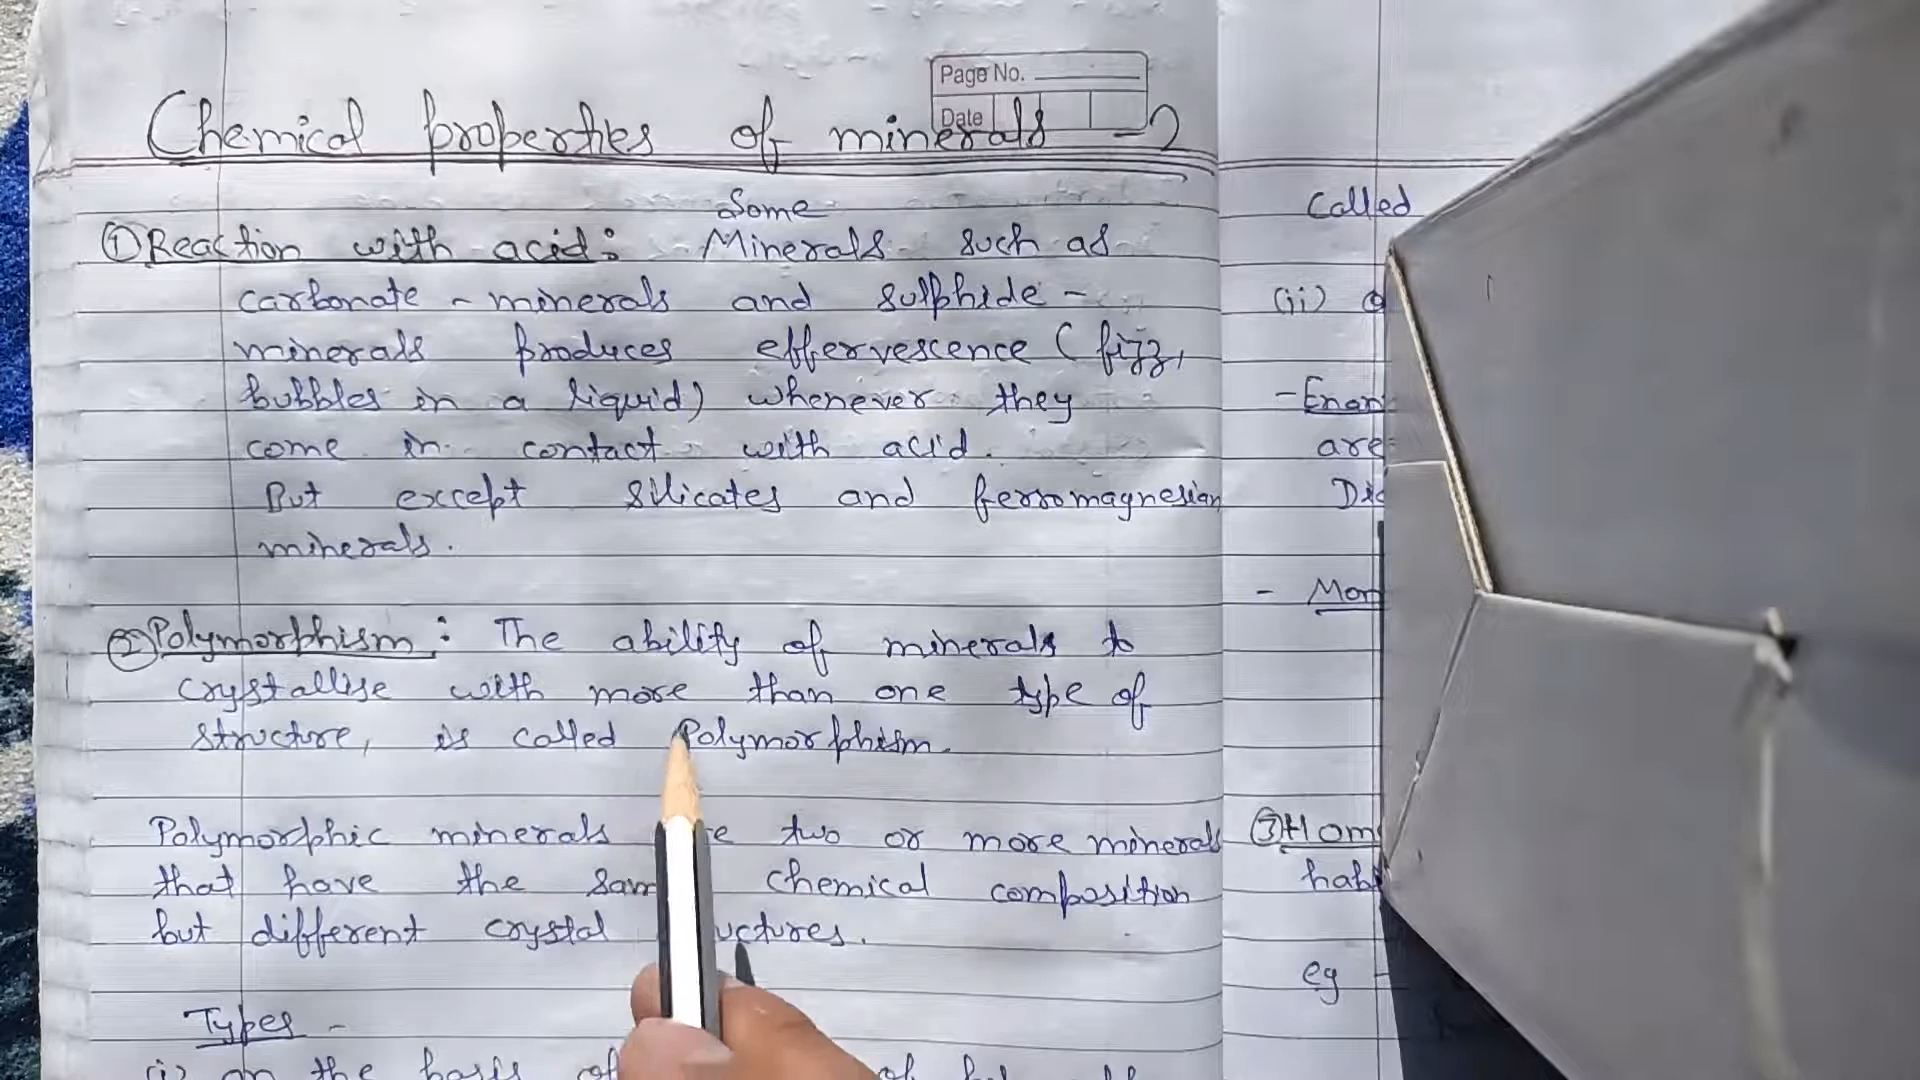 Page No.
Date
Chemical properties of minerals -2
Some
① Reaction with acid: Minerals such as
carbonate - minerals and sulphide -
minerals produces effervescence (fizz,
bubbles in a liquid) whenever they
come in contact with acid.
But except silicates and ferromagnesian
minerals.
② Polymorphism: The ability of minerals to
crystallise with more than one type of
structure, is called Polymorphism.
Polymorphic minerals two or more minerals
that have the chemical composition
but different crystal
Types -
(i) on the basis of
called
(ii)
are
③
eg